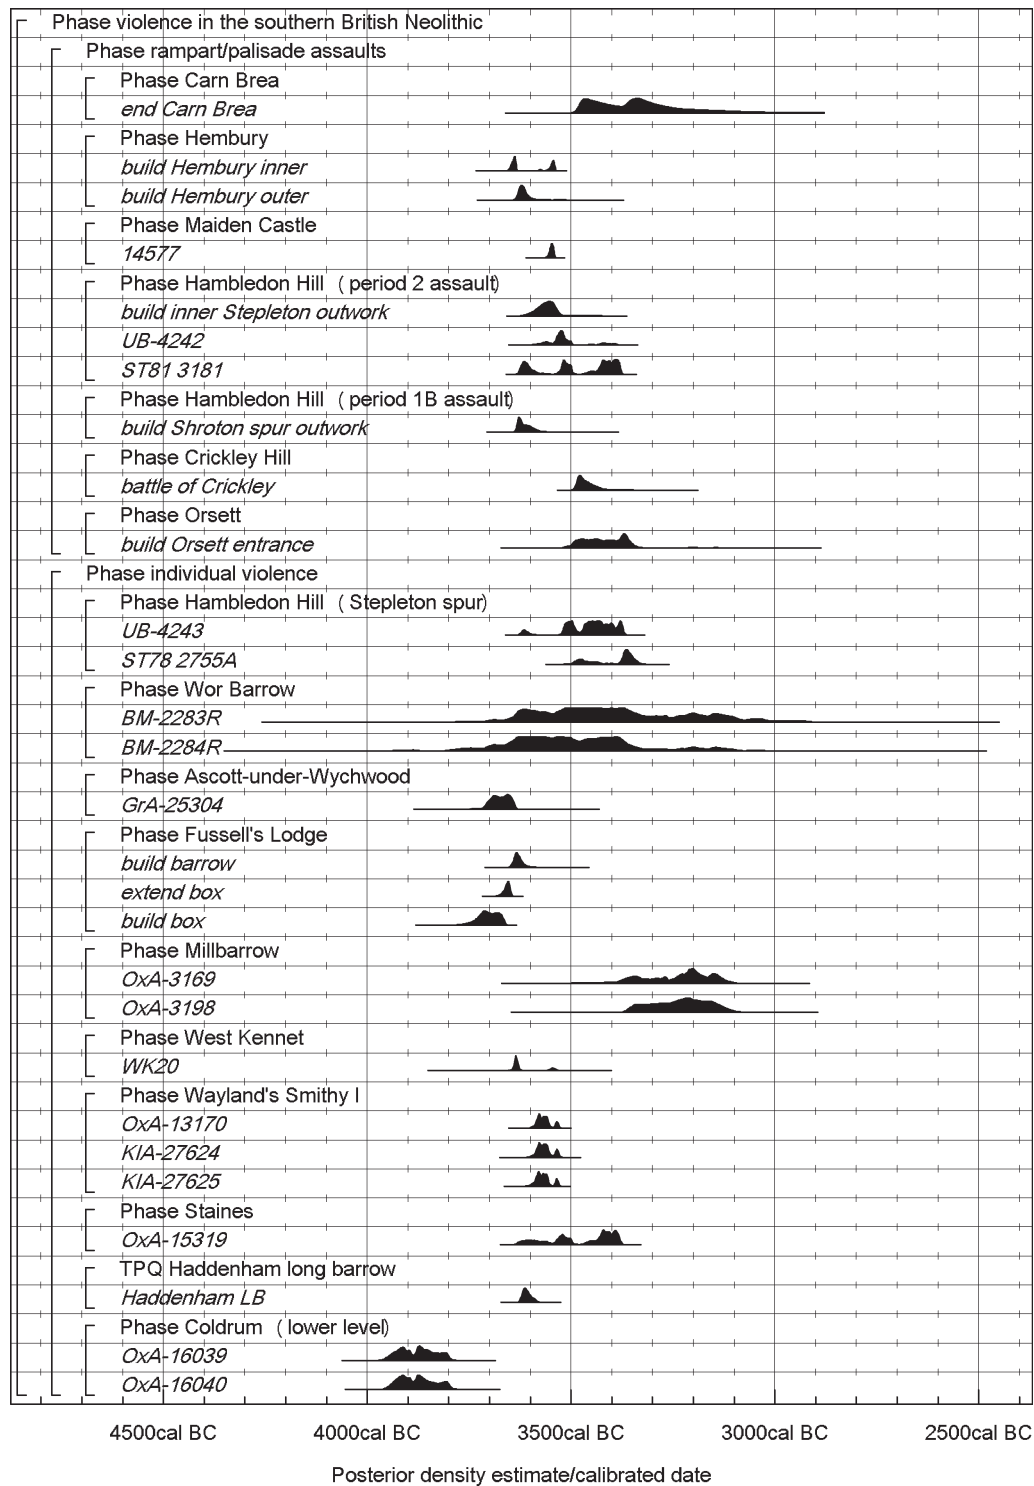 Phase violence in the southern British Neolithic
Phase rampart/palisade assaults
Phase Carn Brea
end Carn Brea
Phase Hembury
build Hembury inner
build Hembury outer
Phase Maiden Castle
14577
Phase Hambledon Hill (period 2 assault)
build inner Stepleton outwork
UB-4242
ST81 3181
Phase Hambledon Hill (period 1B assault)
build Shroton spur outwork
Phase Crickley Hill
battle of Crickley
Phase Orsett
build Orsett entrance
Phase individual violence
Phase Hambledon Hill (Stepleton spur)
UB-4243
ST78 2755A
Phase Wor Barrow
BM-2283R
BM-2284R
Phase Ascott-under-Wychwood
GrA-25304
Phase Fussell's Lodge
build barrow
extend box
build box
Phase Millbarrow
OxA-3169
OxA-3198
Phase West Kennet
WK20
Phase Wayland's Smithy I
OxA-13170
KIA-27624
KIA-27625
Phase Staines
OxA-15319
TPQ Haddenham long barrow
Haddenham LB
Phase Coldrum (lower level)
OxA-16039
OxA-16040
4500cal BC 4000cal BC 3500cal BC 3000cal BC 2500cal BC
Posterior density estimate/calibrated date